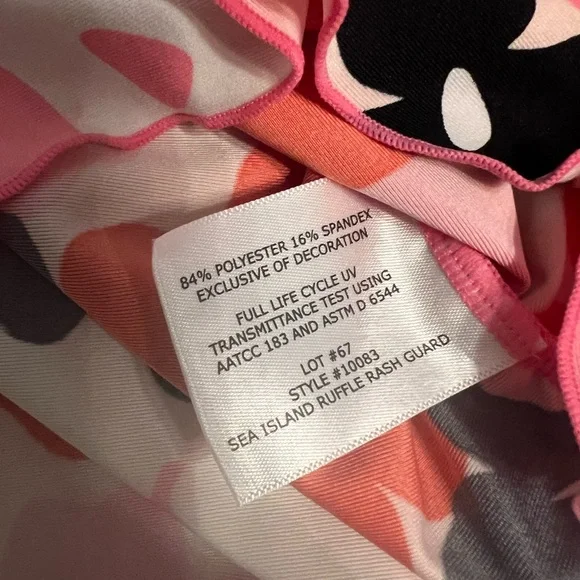 84% POLYESTER 16% SPANDEX
EXCLUSIVE OF DECORATION
FULL LIFE CYCLE UV
TRANSMITTANCE TEST USING
AATCC 183 AND ASTM D 6544
LOT #67
STYLE #10083
SEA ISLAND RUFFLE RASH GUARD